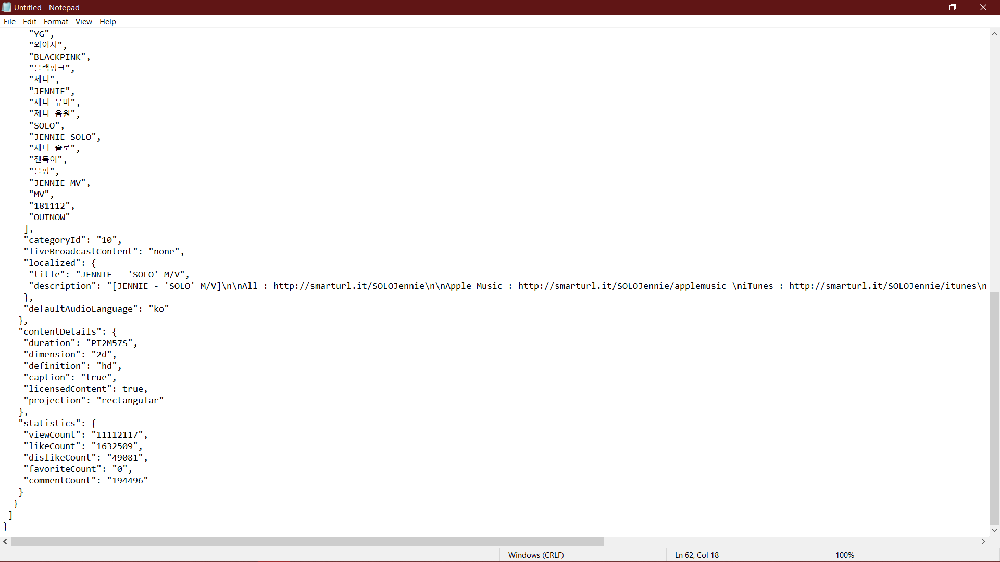 Untitled - Notepad
File Edit Format View Help
"YG",
"와이지",
"BLACKPINK",
"블랙핑크",
"제니",
"JENNIE",
"제니 뮤비",
"제니 음원",
"SOLO",
"JENNIE SOLO",
"제니 솔로",
"젠득이",
"블핑",
"JENNIE MV",
"MV",
"181112",
"OUTNOW"
],
"categoryId": "10",
"liveBroadcastContent": "none",
"localized": {
"title": "JENNIE - 'SOLO' M/V",
"description": "[JENNIE - 'SOLO' M/V]\n\nAll : http://smarturl.it/SOLOJennie\n\nApple Music : http://smarturl.it/SOLOJennie/applemusic \niTunes : http://smarturl.it/SOLOJennie/itunes\n
},
"defaultAudioLanguage": "ko"
},
"contentDetails": {
"duration": "PT2M57S",
"dimension": "2d",
"definition": "hd",
"caption": "true",
"licensedContent": true,
"projection": "rectangular"
},
"statistics": {
"viewCount": "11112117",
"likeCount": "1632509",
"dislikeCount": "49081",
"favoriteCount": "0",
"commentCount": "194496"
}
}
]
}
Windows (CRLF) Ln 62, Col 18 100%